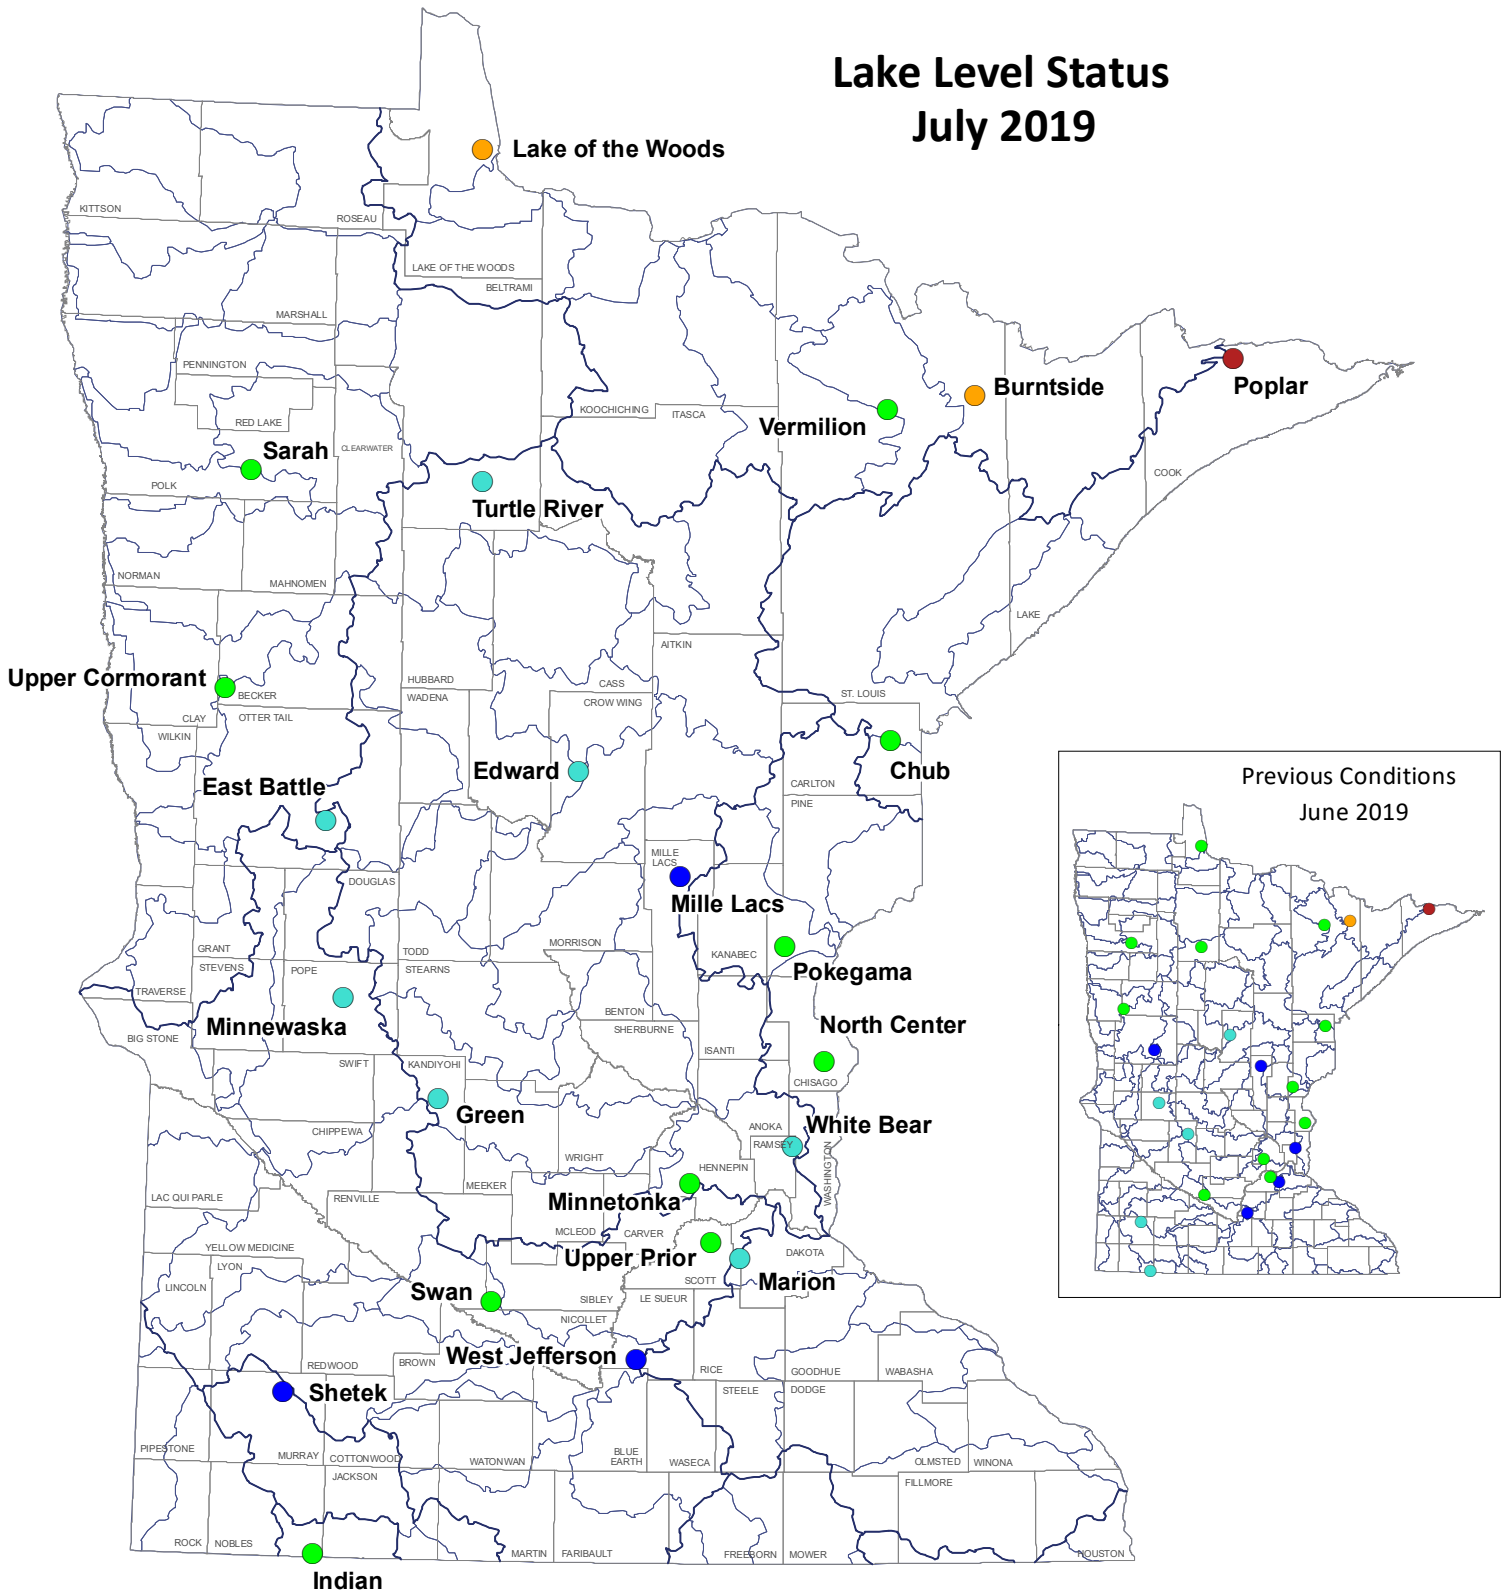 Lake Level Status
July 2019
Lake of the Woods
KITTSON
ROSEAU
LAKE OF THE WOODS
BELTRAMI
MARSHALL
PENNINGTON
RED LAKE
KOOCHICHING
ITASCA
Burntside
Poplar
Vermilion
Sarah
CLEARWATER
POLK
COOK
Turtle River
NORMAN
MAHNOMEN
LAKE
AITKIN
Upper Cormorant
BECKER
HUBBARD
CASS
WADENA
CROW WING
ST. LOUIS
CLAY
OTTER TAIL
WILKIN
Edward
Chub
CARLTON
PINE
East Battle
Previous Conditions
June 2019
MILLE
LACS
DOUGLAS
Mille Lacs
GRANT
TODD
MORRISON
KANABEC
STEVENS
POPE
STEARNS
Pokegama
TRAVERSE
Minnewaska
BENTON
North Center
BIG STONE
SHERBURNE
ISANTI
SWIFT
KANDIYOHI
CHISAGO
Green
White Bear
CHIPPEWA
ANOKA
RAMSEY
WRIGHT
HENNEPIN
WASHINGTON
LAC QUI PARLE
RENVILLE
MEEKER
Minnetonka
MCLEOD
CARVER
YELLOW MEDICINE
Upper Prior
DAKOTA
LYON
LINCOLN
SCOTT
Marion
Swan
SIBLEY
LE SUEUR
NICOLLET
REDWOOD
BROWN
West Jefferson
RICE
GOODHUE
WABASHA
Shetek
STEELE
DODGE
PIPESTONE
MURRAY
COTTONWOOD
WATONWAN
BLUE
EARTH
WASECA
OLMSTED
WINONA
JACKSON
FILLMORE
ROCK
NOBLES
MARTIN
FARIBAULT
FREEBORN
MOWER
HOUSTON
Indian